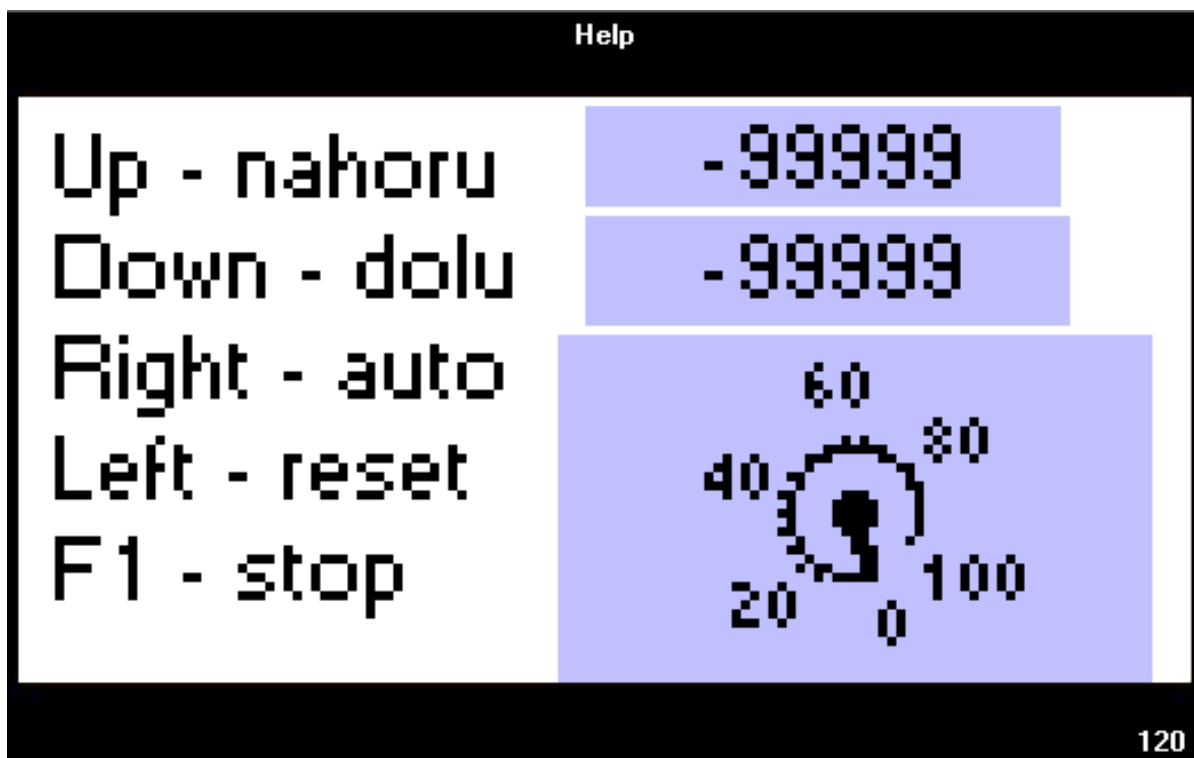 Help
Up - nahoru
Down - dolu
Right - auto
Left - reset
F1 - stop
-99999
-99999
60
80
40
100
20
0
120